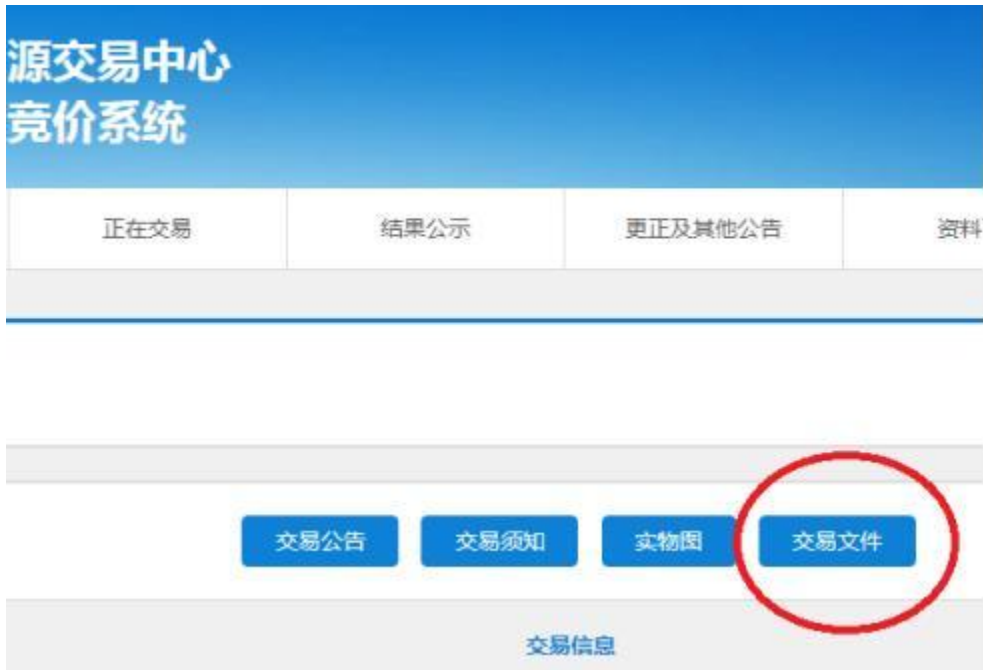 源交易中心
竞价系统
正在交易 结果公示 更正及其他公告 资料
交易公告 交易须知 实物图 交易文件
交易信息